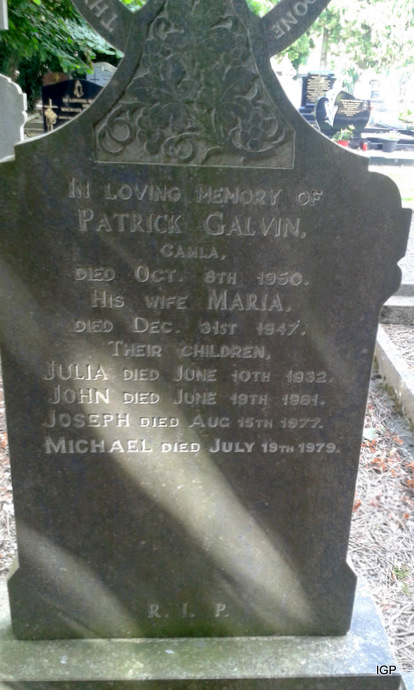 TH
DONE
IN LOVING MEMORY OF
PATRICK GALVIN,
CAMLA,
DIED OCT. 8TH 1950.
HIS WIFE MARIA,
DIED DEC. 31ST 1947.
THEIR CHILDREN,
JULIA DIED JUNE 10TH 1932.
JOHN DIED JUNE 19TH 1961.
JOSEPH DIED AUG 15TH 1977.
MICHAEL DIED JULY 19TH 1979.
R. I. P.
IGP